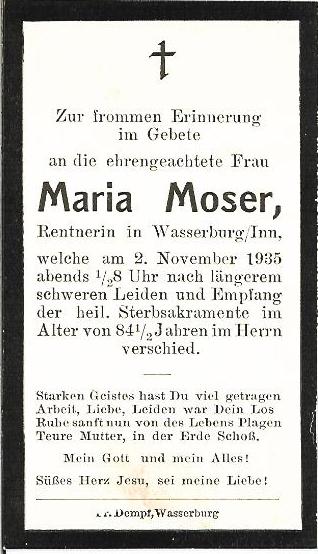 Zur frommen Erinnerung
im Gebete
an die ehrengeachtete Frau
Maria Moser,
Rentnerin in Wasserburg/Inn,
welche am 2. November 1935
abends 1/28 Uhr nach längerem
schweren Leiden und Empfang
der heil. Sterbsakramente im
Alter von 84 1/2 Jahren im Herrn
verschied.
Starken Geistes hast Du viel getragen
Arbeit, Liebe, Leiden war Dein Los
Ruhe sanft nun von des Lebens Plagen
Teure Mutter, in der Erde Schoß.
Mein Gott und mein Alles!
Süßes Herz Jesu, sei meine Liebe!
Dempf, Wasserburg